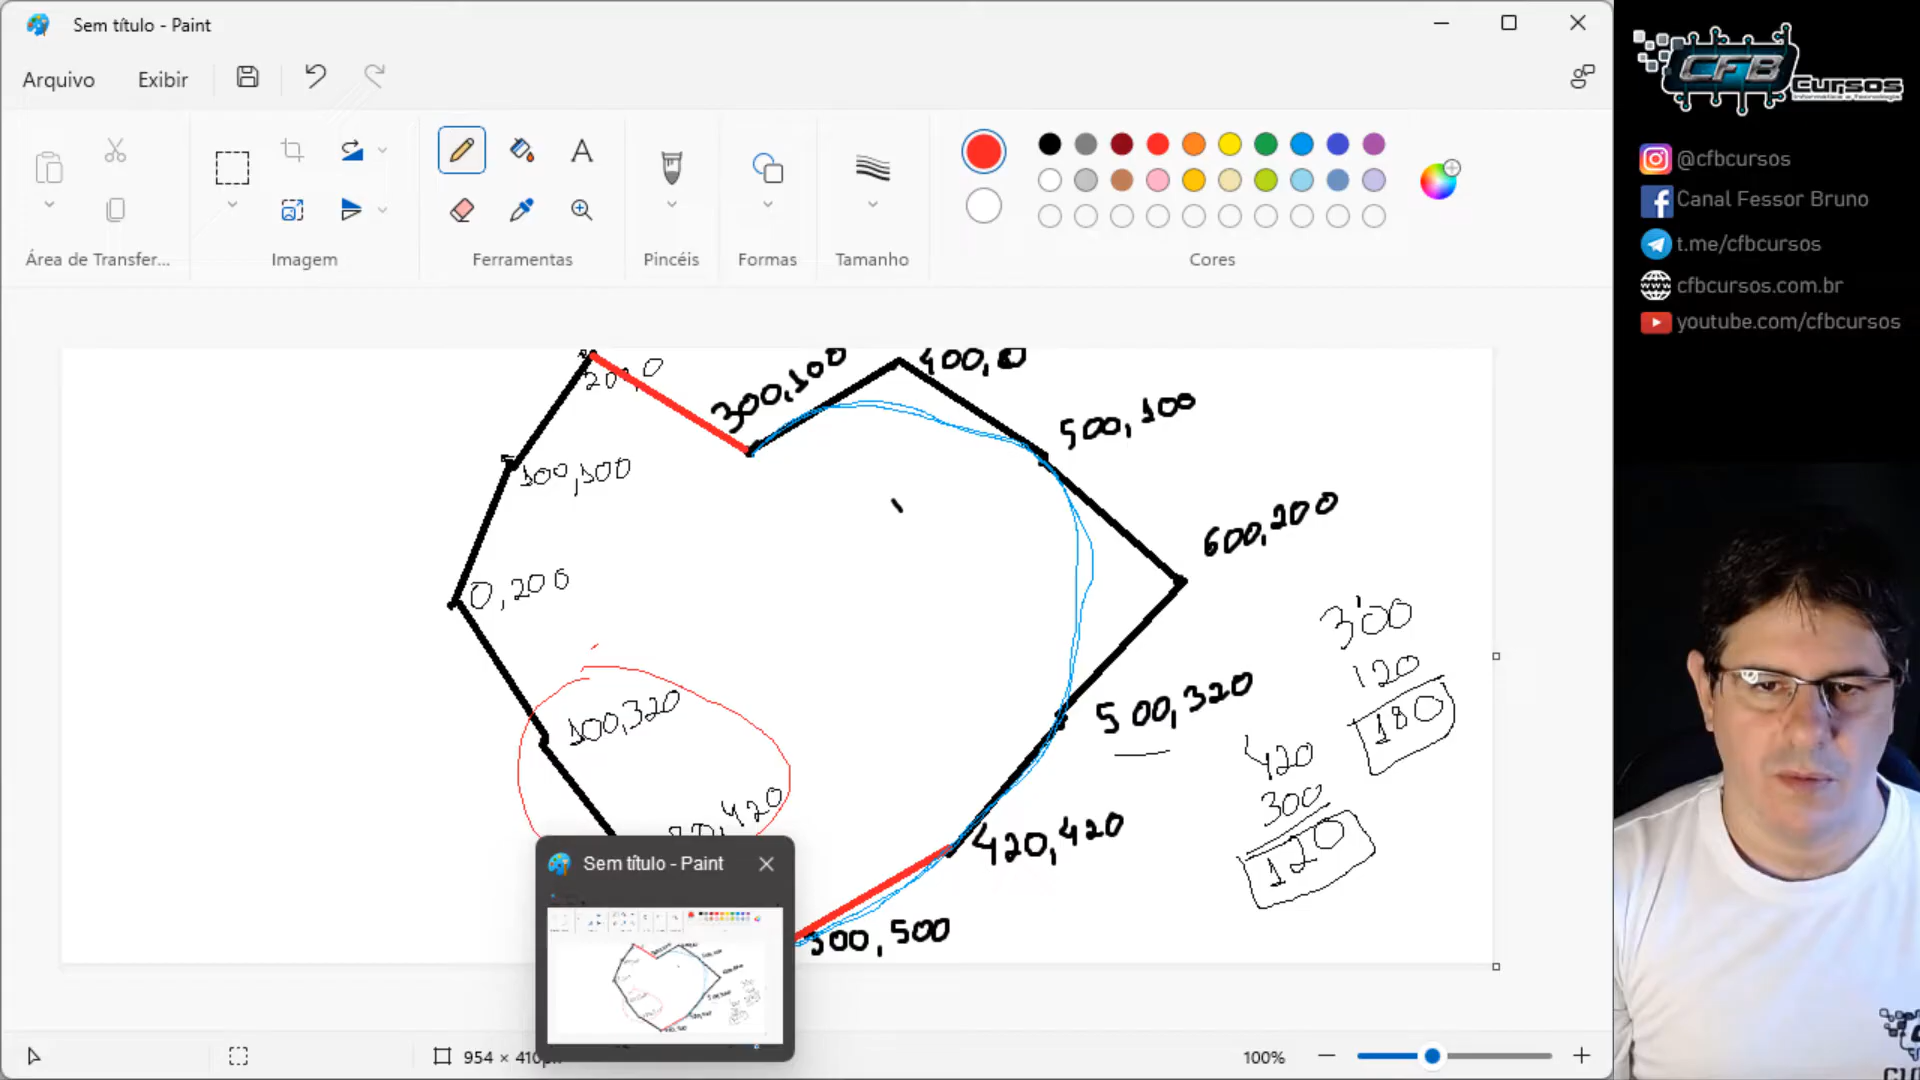 Sem título - Paint
Arquivo
Exibir
Área de Transfer...
Imagem
Ferramentas
Pincéis
Formas
Tamanho
Cores
CFB
Cursos
@cfbcursos
Canal Fessor Bruno
t.me/cfbcursos
cfbcursos.com.br
youtube.com/cfbcursos
300,100
400,0
500,100
600,200
0,200
300
120
180
100,320
500,320
420
300
120
420,420
300,500
Sem título - Paint
954 × 410
100%